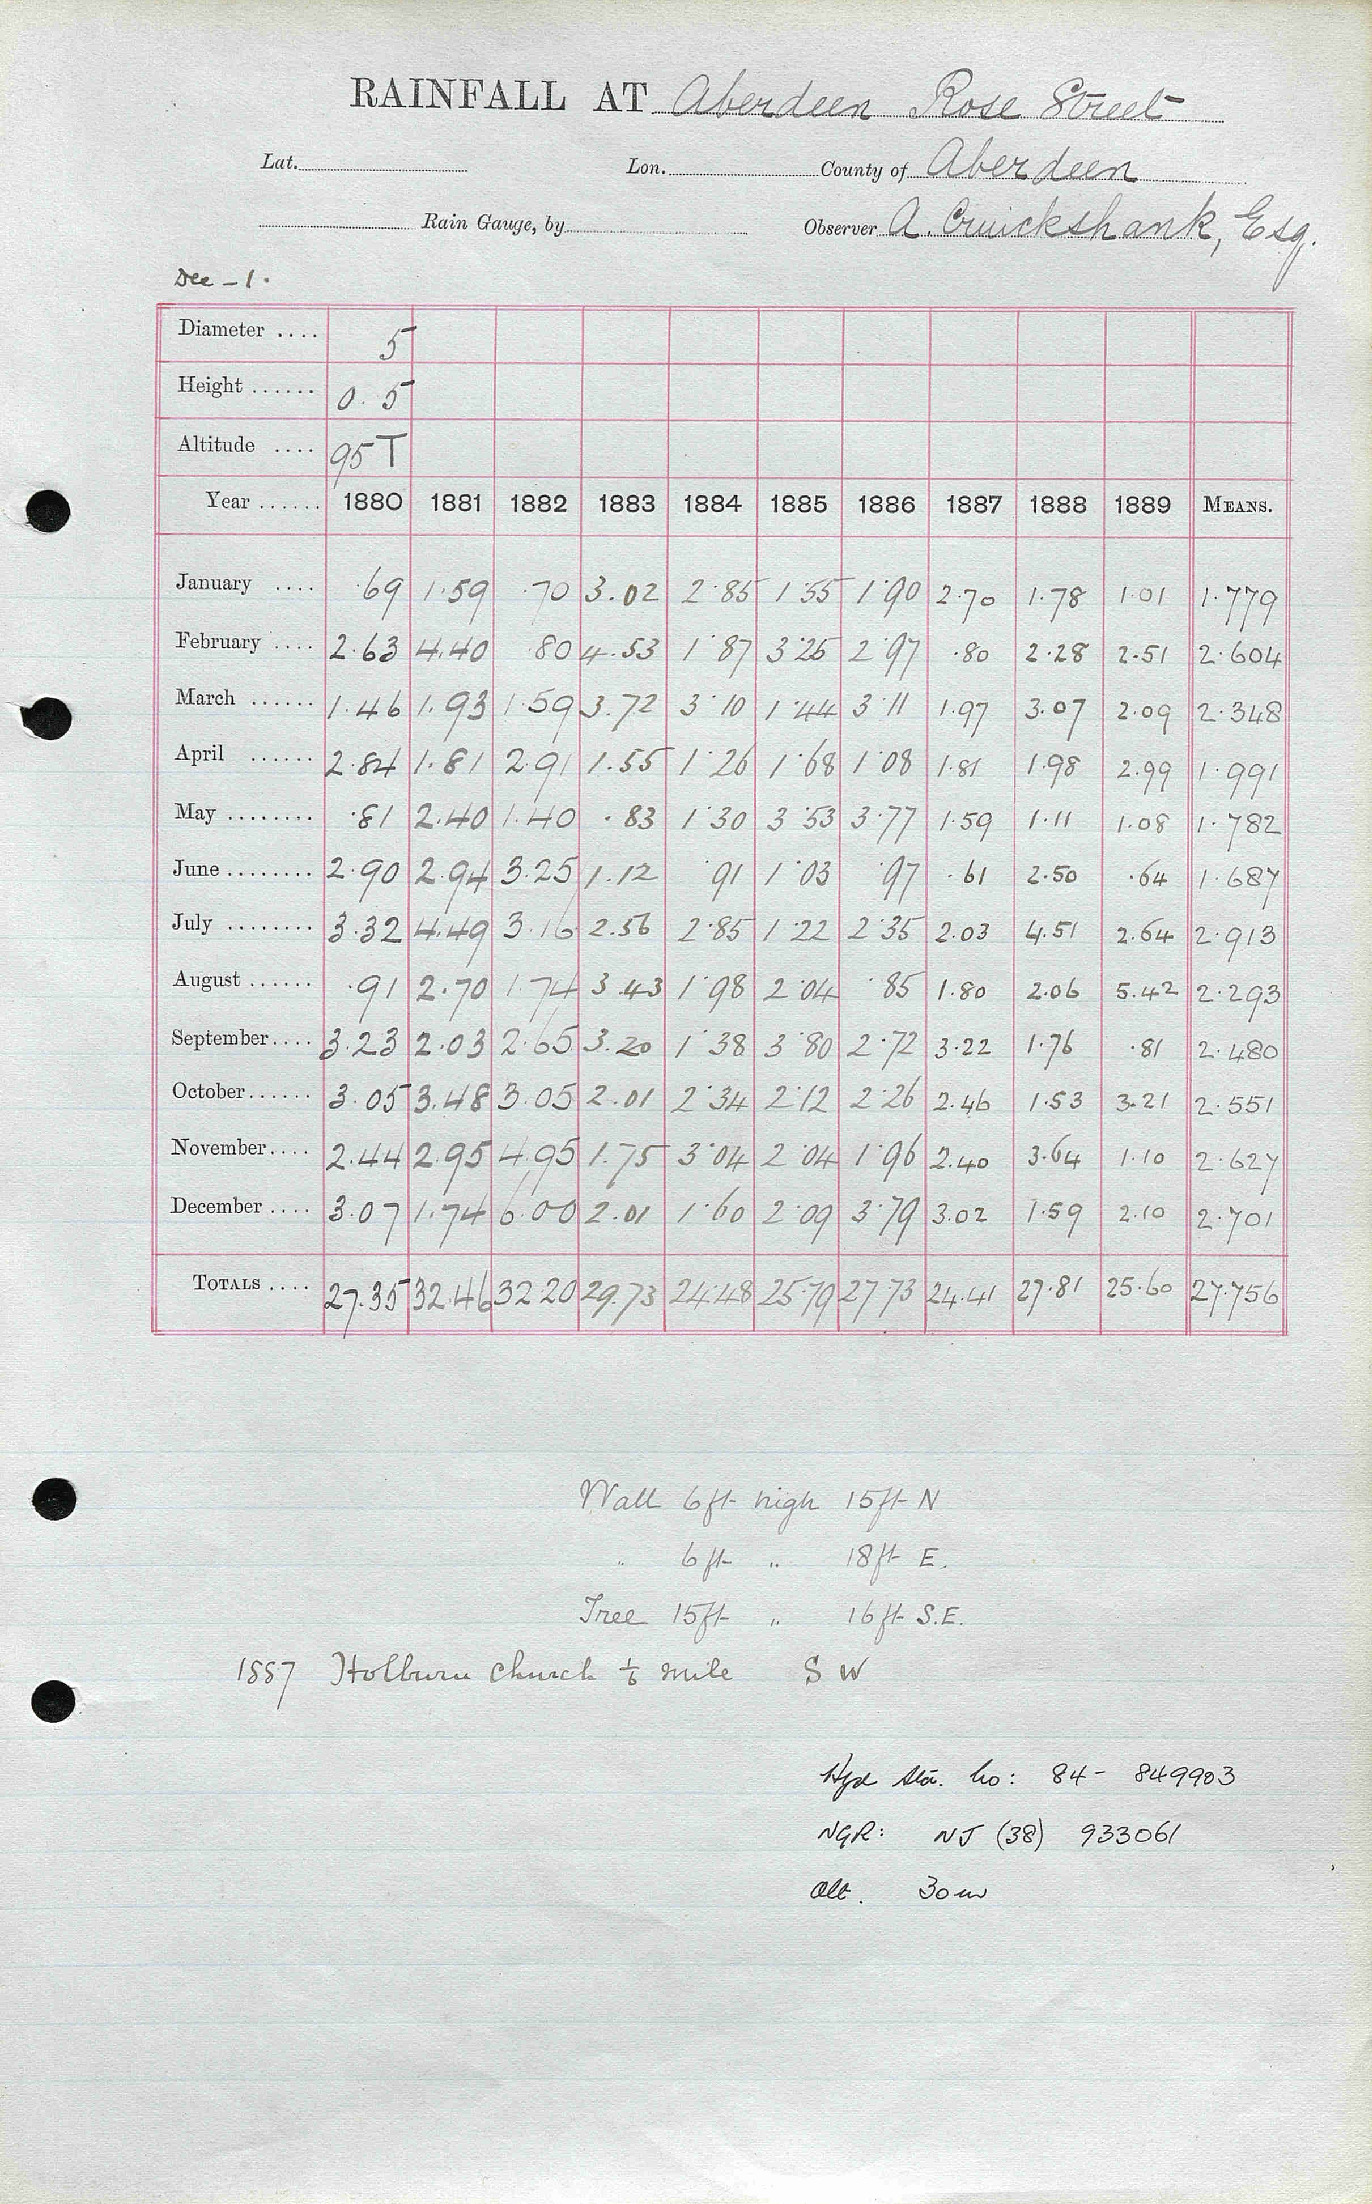 RAINFALL AT Aberdeen Rose Street
Lat. Lon. County of Aberdeen
Rain Gauge, by Observer A. Cruickshank, Esq.
Dee - 1.
Diameter .... 5
Height ...... 0.5
Altitude .... 95 T
Year ...... 1880 1881 1882 1883 1884 1885 1886 1887 1888 1889 MEANS.
January .... .69 1.59 .70 3.02 2.85 1.55 1.90 2.70 1.78 1.01 1.779
February .... 2.63 4.40 .80 4.53 1.87 3.25 2.97 .80 2.28 2.51 2.604
March ...... 1.46 1.93 1.59 3.72 3.10 1.44 3.11 1.97 3.07 2.09 2.348
April ...... 2.84 1.81 2.91 1.55 1.26 1.68 1.08 1.81 1.98 2.99 1.991
May ........ .81 2.40 1.40 .83 1.30 3.53 3.77 1.59 1.11 1.08 1.782
June ........ 2.90 2.94 3.25 1.12 .91 1.03 .97 .61 2.50 .64 1.687
July ........ 3.32 4.49 3.16 2.56 2.85 1.22 2.35 2.03 4.51 2.64 2.913
August ...... .91 2.70 1.74 3.43 1.98 2.04 .85 1.80 2.06 5.42 2.293
September .... 3.23 2.03 2.65 3.20 1.38 3.80 2.72 3.22 1.76 .81 2.480
October ...... 3.05 3.48 3.05 2.01 2.34 2.12 2.26 2.46 1.53 3.21 2.551
November .... 2.44 2.95 4.95 1.75 3.04 2.04 1.96 2.40 3.64 1.10 2.627
December .... 3.07 1.74 6.00 2.01 1.60 2.09 3.79 3.02 1.59 2.10 2.701
TOTALS .... 27.35 32.46 32.20 29.73 24.48 25.79 27.73 24.41 27.81 25.60 27.756
Wall 6ft high 15ft N
" 6ft " 18ft E.
Tree 15ft " 16ft S.E.
1887 Holburn Church 1/8 mile S W
Hyd Sta. No: 84- 849903
NGR: NJ (38) 933061
Alt. 30m